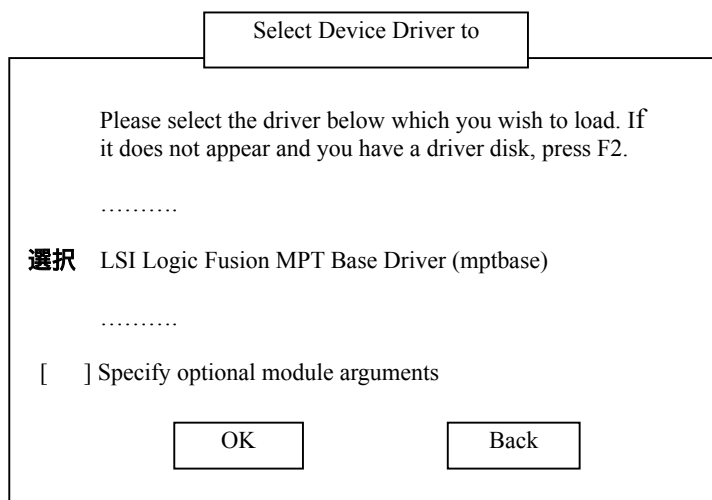 Select Device Driver to
Please select the driver below which you wish to load. If
it does not appear and you have a driver disk, press F2.
……….
選択 LSI Logic Fusion MPT Base Driver (mptbase)
……….
[ ] Specify optional module arguments
OK Back